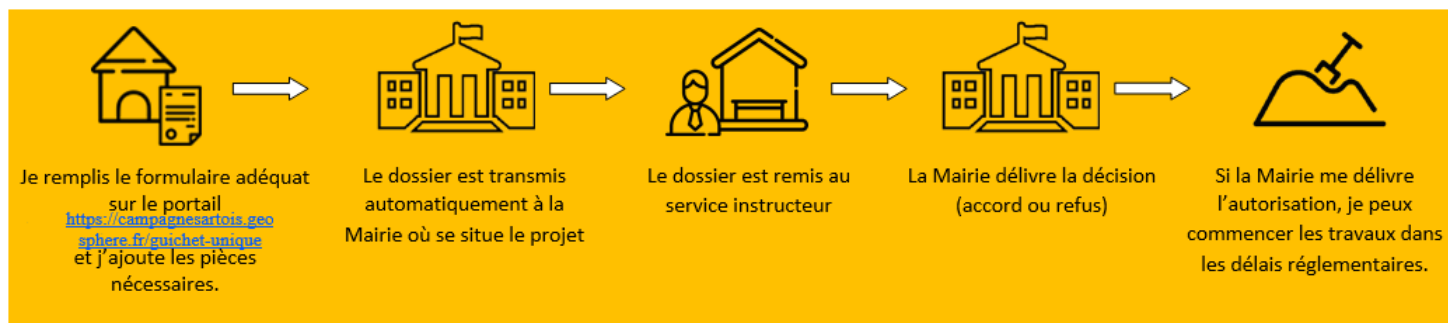 Je remplis le formulaire adéquat
sur le portail
https://campagnesartois.geo
sphere.fr/guichet-unique
et j’ajoute les pièces
nécessaires.
Le dossier est transmis
automatiquement à la
Mairie où se situe le projet
Le dossier est remis au
service instructeur
La Mairie délivre la décision
(accord ou refus)
Si la Mairie me délivre
l’autorisation, je peux
commencer les travaux dans
les délais réglementaires.